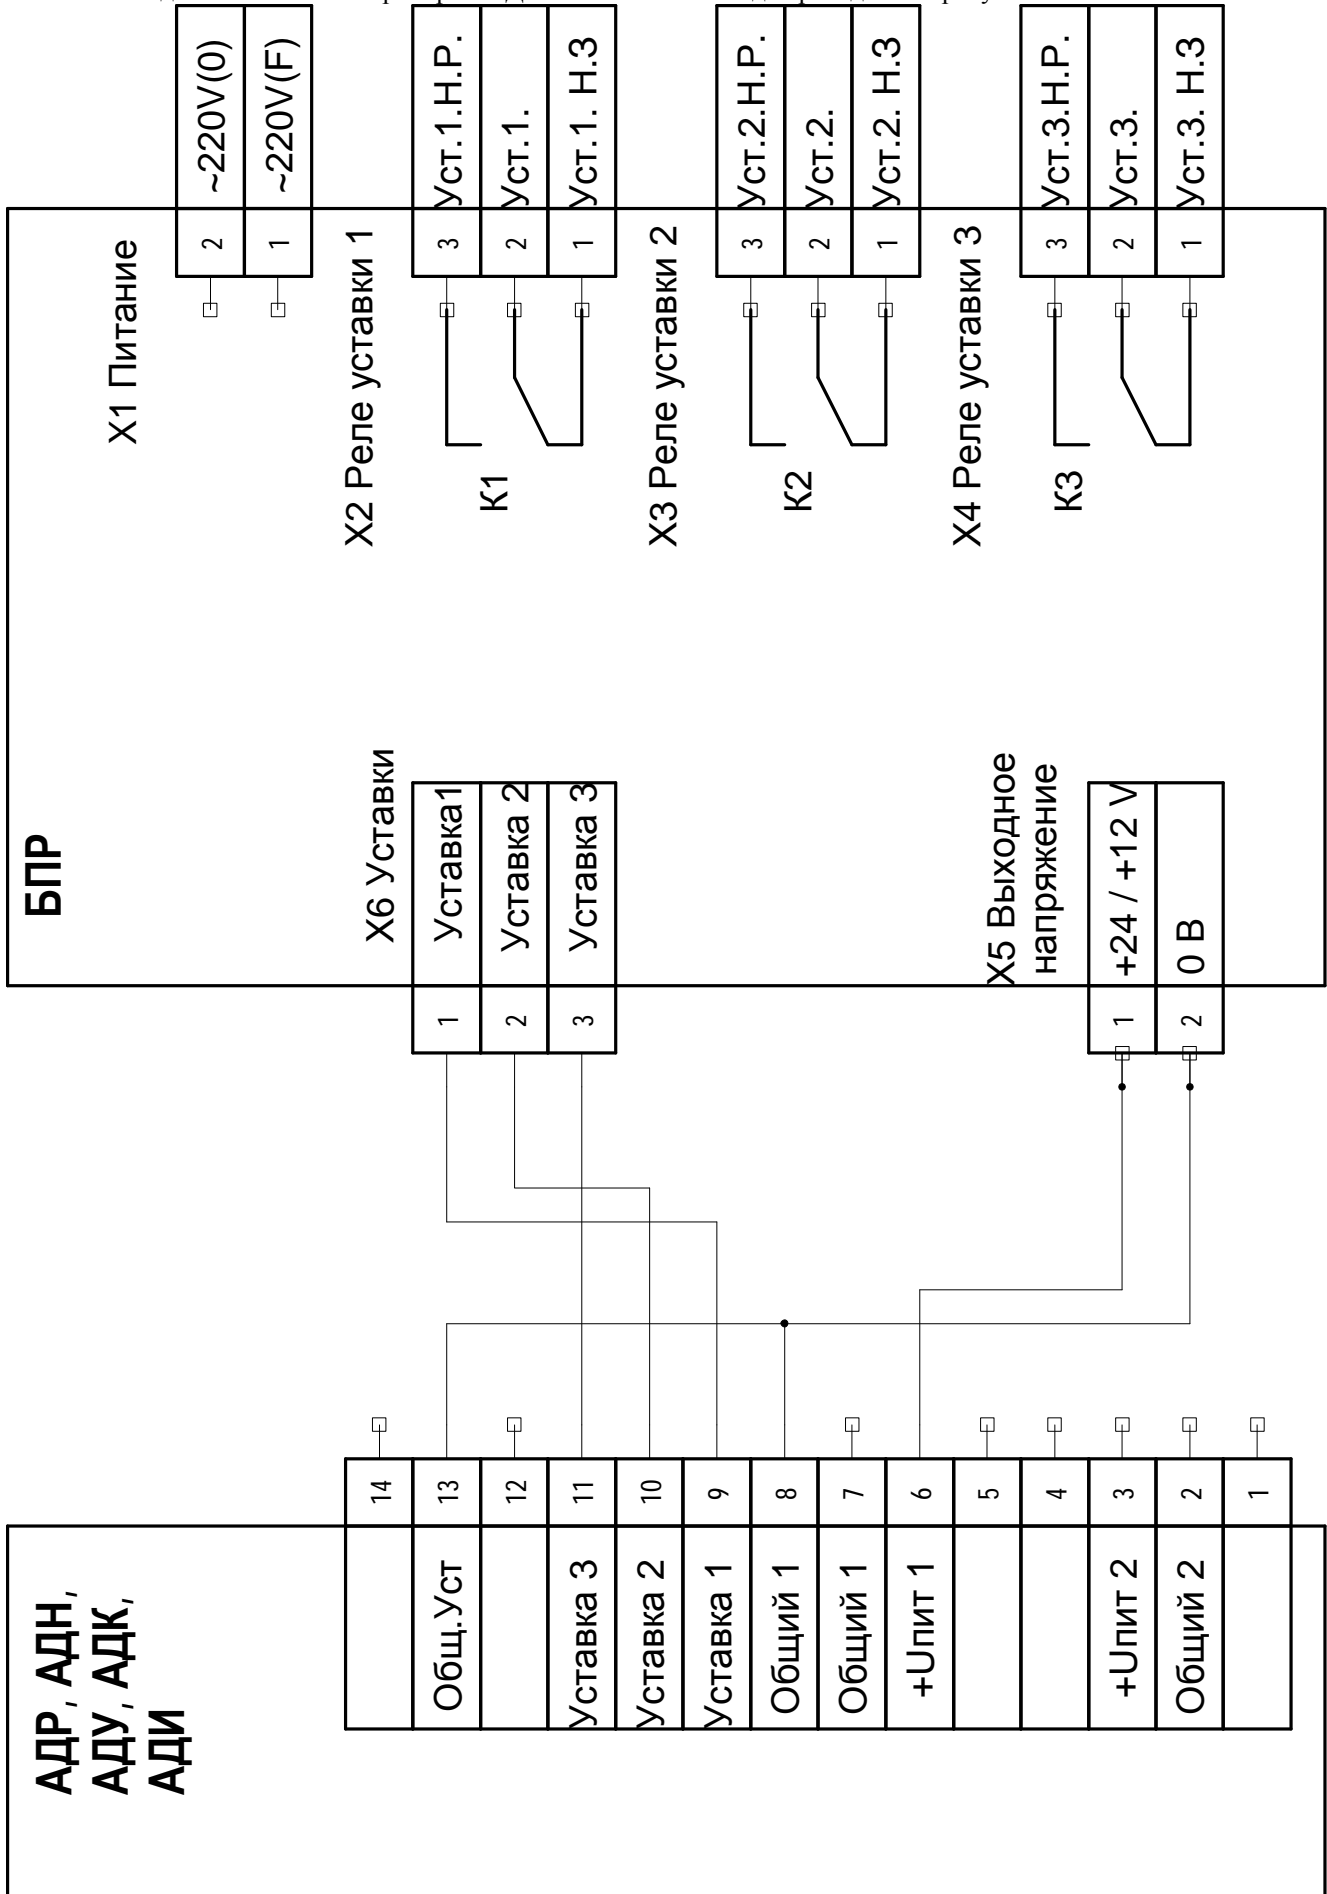 БПР
X1 Питание
2 ~220V(0)
1 ~220V(F)
X2 Реле уставки 1
K1
3 Уст.1.Н.Р.
2 Уст.1.
1 Уст.1. Н.З
X3 Реле уставки 2
K2
3 Уст.2.Н.Р.
2 Уст.2.
1 Уст.2. Н.З
X4 Реле уставки 3
K3
3 Уст.3.Н.Р.
2 Уст.3.
1 Уст.3. Н.З
X6 Уставки
1 Уставка1
2 Уставка 2
3 Уставка 3
X5 Выходное
напряжение
1 +24 / +12 V
2 0 В
АДР, АДН,
АДУ, АДК,
АДИ
14
Общ.Уст 13
12
Уставка 3 11
Уставка 2 10
Уставка 1 9
Общий 1 8
Общий 1 7
+Uпит 1 6
5
4
+Uпит 2 3
Общий 2 2
1